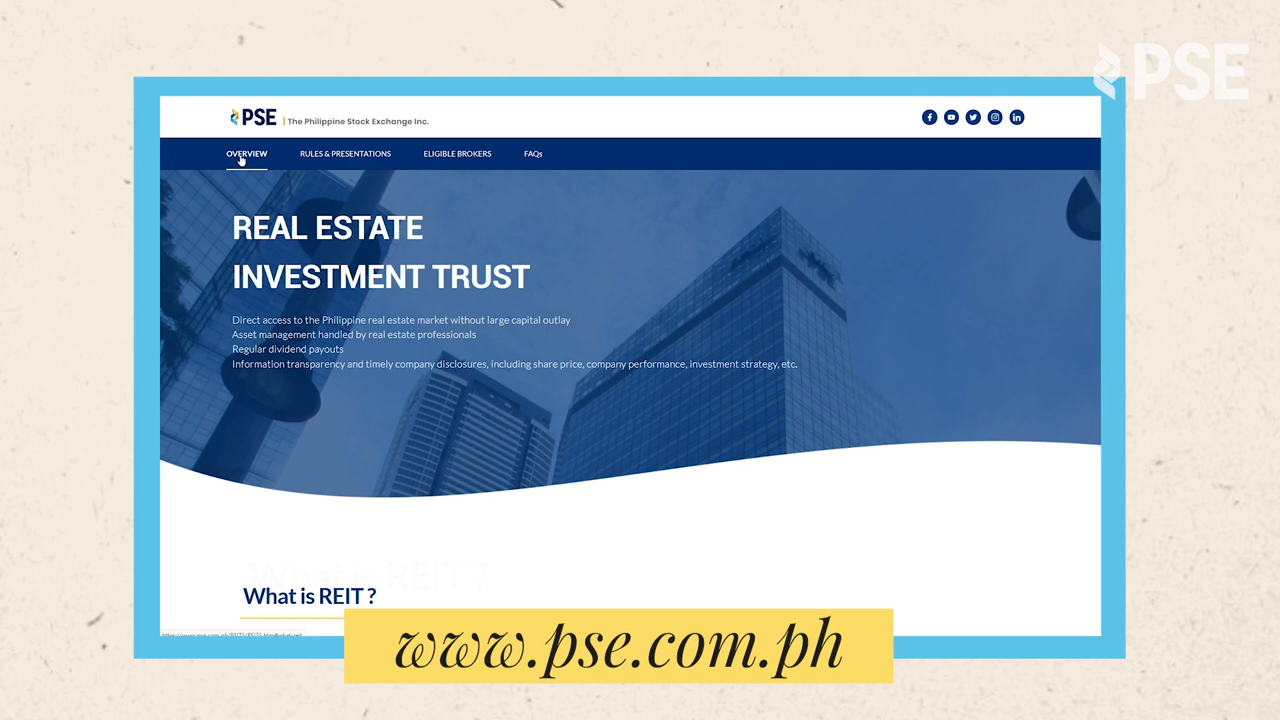 PSE
PSE | The Philippine Stock Exchange Inc.
OVERVIEW RULES & PRESENTATIONS ELIGIBLE BROKERS FAQs
REAL ESTATE
INVESTMENT TRUST
Direct access to the Philippine real estate market without large capital outlay
Asset management handled by real estate professionals
Regular dividend payouts
Information transparency and timely company disclosures, including share price, company performance, investment strategy, etc.
What is REIT ?
What is REIT ?
www.pse.com.ph